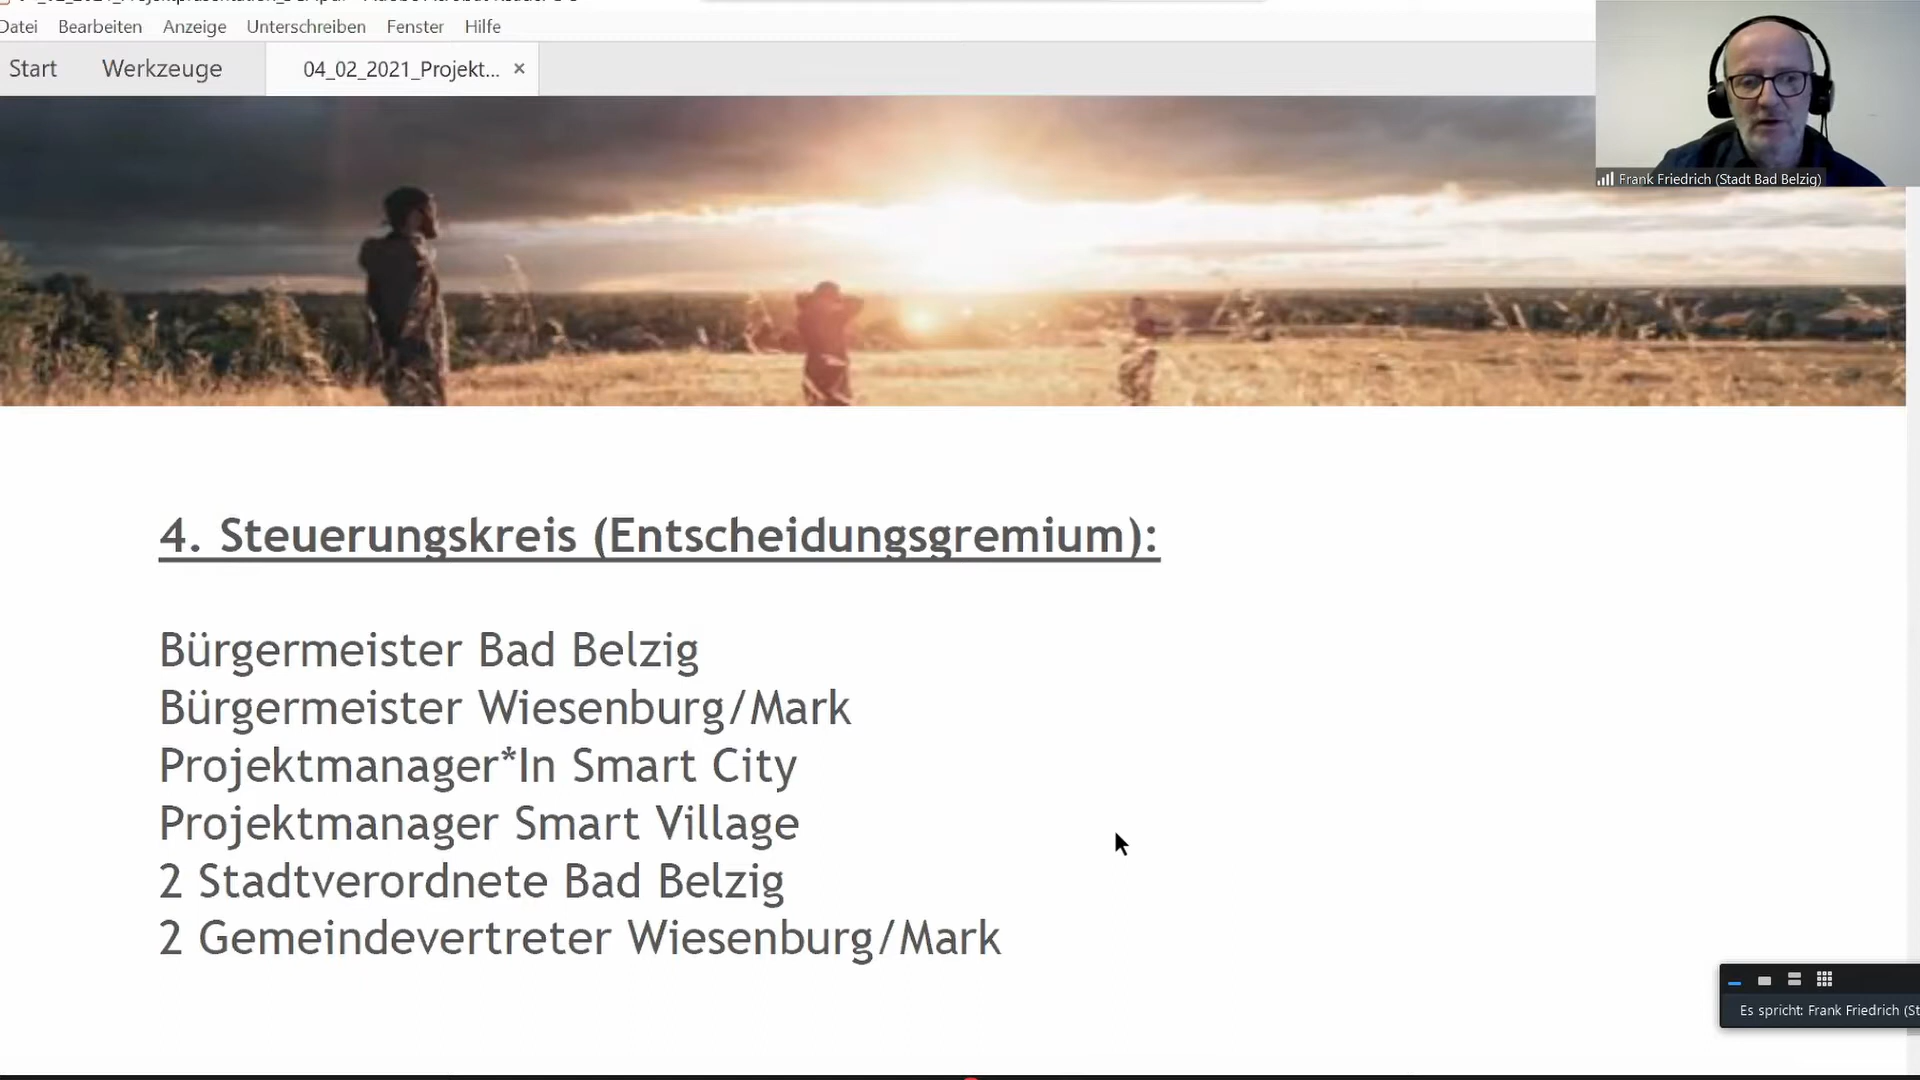 Datei Bearbeiten Anzeige Unterschreiben Fenster Hilfe
Start Werkzeuge 04_02_2021_Projekt... ×
Frank Friedrich (Stadt Bad Belzig)
4. Steuerungskreis (Entscheidungsgremium):
Bürgermeister Bad Belzig
Bürgermeister Wiesenburg/Mark
Projektmanager*In Smart City
Projektmanager Smart Village
2 Stadtverordnete Bad Belzig
2 Gemeindevertreter Wiesenburg/Mark
Es spricht: Frank Friedrich (St